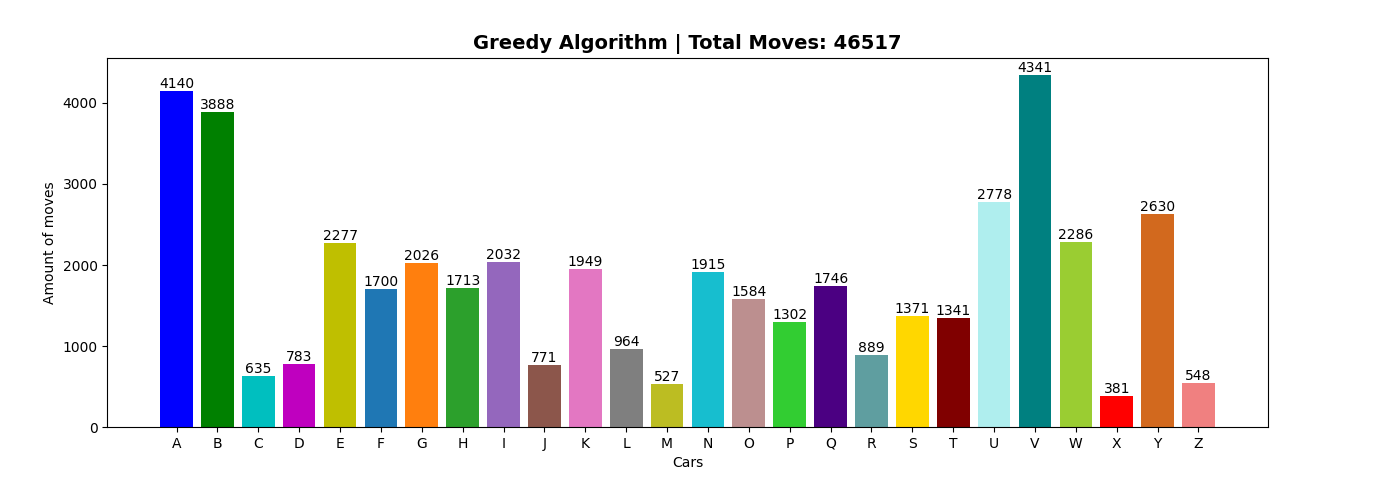 Greedy Algorithm | Total Moves: 46517
Amount of moves
4000
3000
2000
1000
0
4140 3888 635 783 2277 1700 2026 1713 2032 771 1949 964 527 1915 1584 1302 1746 889 1371 1341 2778 4341 2286 381 2630 548
A B C D E F G H I J K L M N O P Q R S T U V W X Y Z
Cars